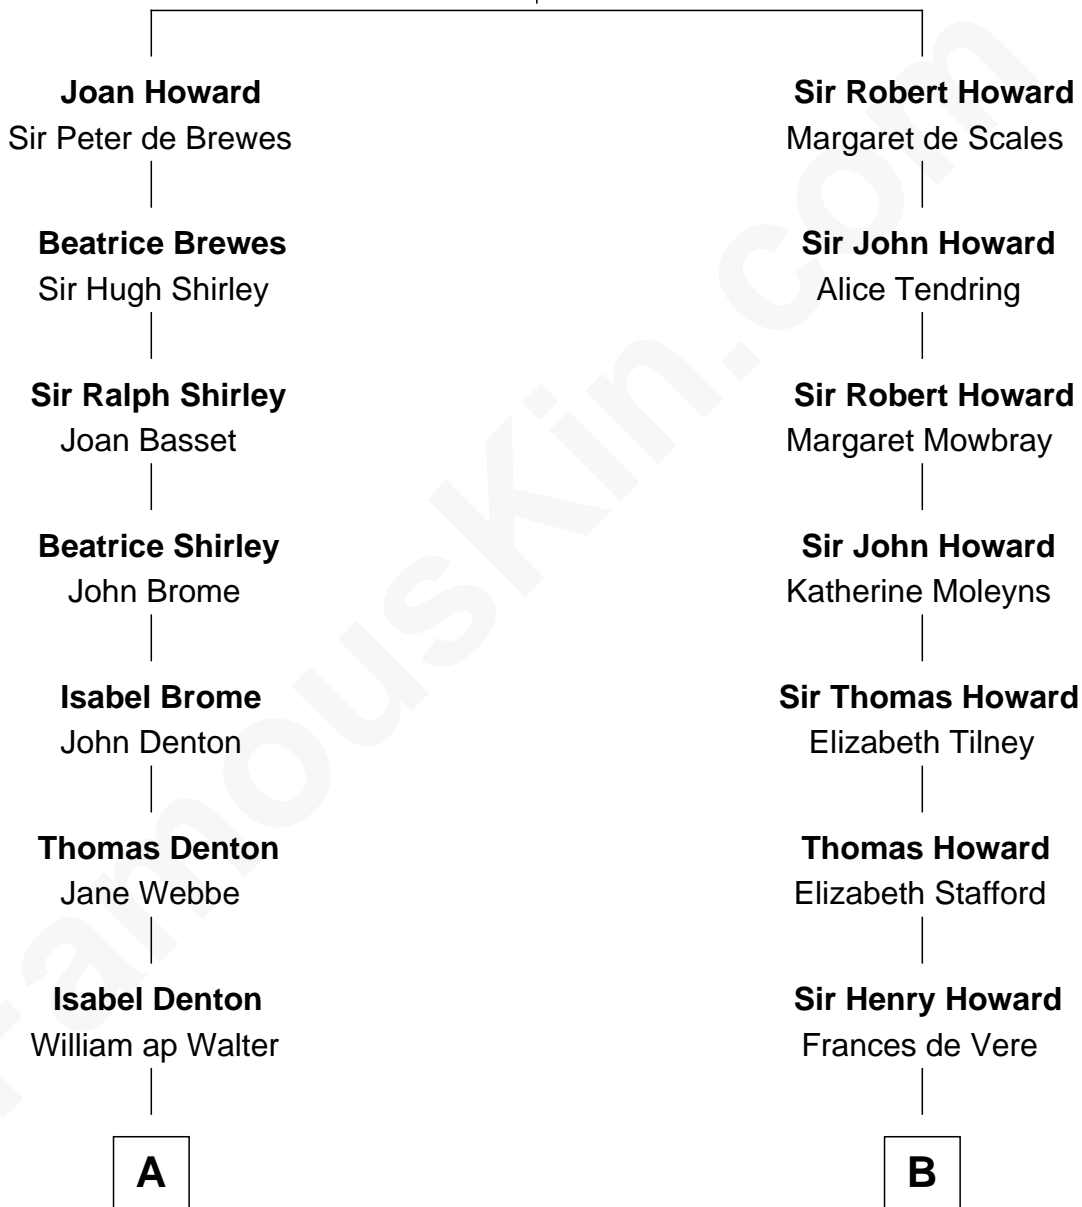 Joan Howard
Sir Peter de Brewes
Beatrice Brewes
Sir Hugh Shirley
Sir Ralph Shirley
Joan Basset
Beatrice Shirley
John Brome
Isabel Brome
John Denton
Thomas Denton
Jane Webbe
Isabel Denton
William ap Walter
A
Sir Robert Howard
Margaret de Scales
Sir John Howard
Alice Tendring
Sir Robert Howard
Margaret Mowbray
Sir John Howard
Katherine Moleyns
Sir Thomas Howard
Elizabeth Tilney
Thomas Howard
Elizabeth Stafford
Sir Henry Howard
Frances de Vere
B
FamousKin.com